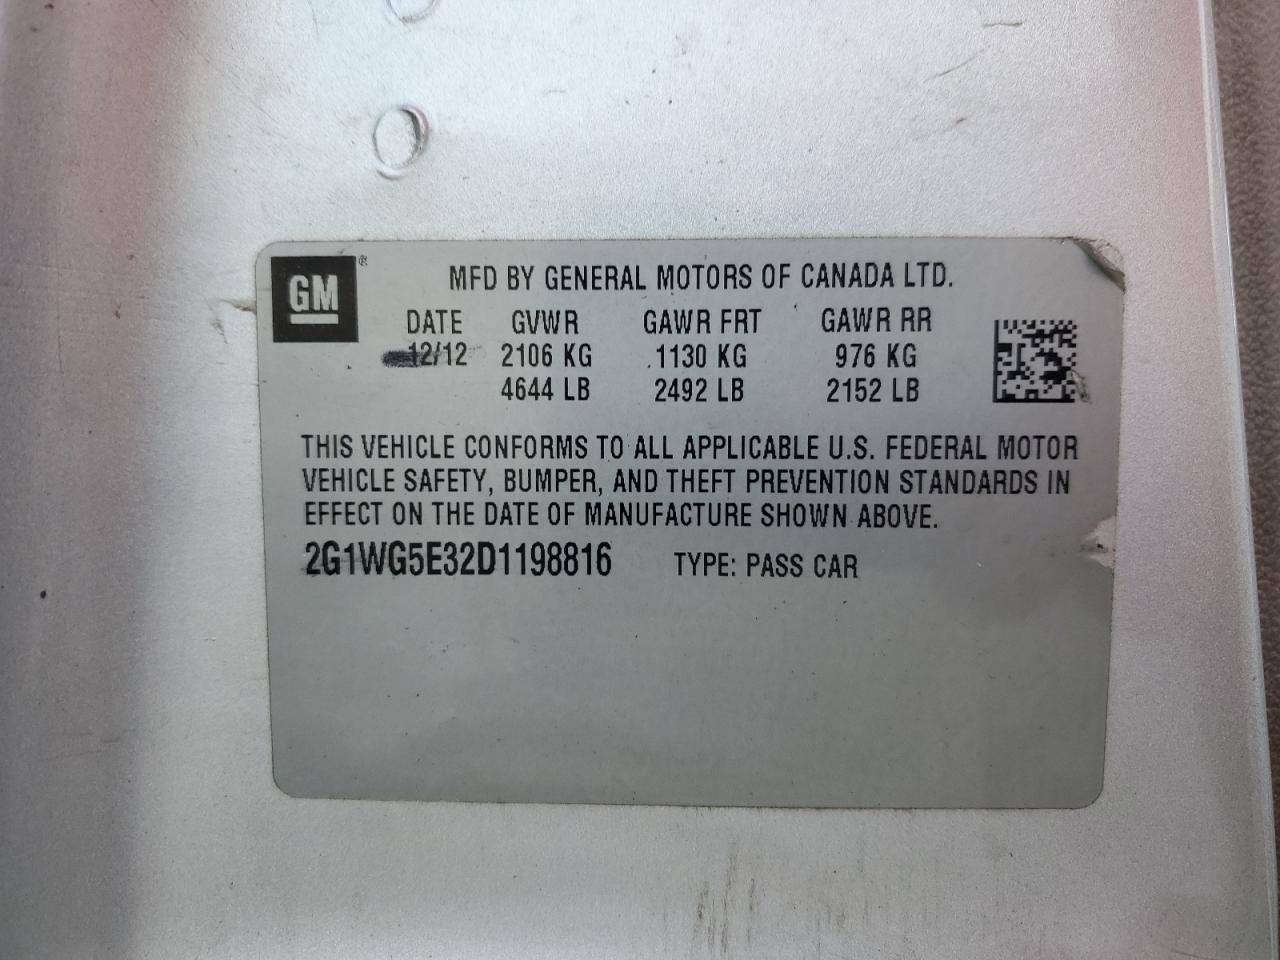 GM ®
MFD BY GENERAL MOTORS OF CANADA LTD.
DATE GVWR GAWR FRT GAWR RR
12/12 2106 KG 1130 KG 976 KG
4644 LB 2492 LB 2152 LB
THIS VEHICLE CONFORMS TO ALL APPLICABLE U.S. FEDERAL MOTOR
VEHICLE SAFETY, BUMPER, AND THEFT PREVENTION STANDARDS IN
EFFECT ON THE DATE OF MANUFACTURE SHOWN ABOVE.
2G1WG5E32D1198816 TYPE: PASS CAR